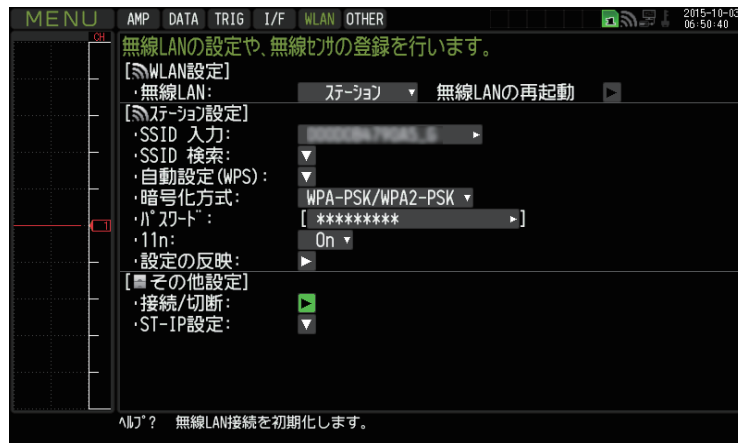 MENU AMP DATA TRIG I/F WLAN OTHER 2015-10-03
06:50:40
CH
無線LANの設定や、無線ｾﾝｻの登録を行います。
[WLAN設定]
・無線LAN: ｽﾃｰｼｮﾝ ▼ 無線LANの再起動 ▶
[ｽﾃｰｼｮﾝ設定]
・SSID 入力: ▶
・SSID 検索: ▼
・自動設定(WPS): ▼
・暗号化方式: WPA-PSK/WPA2-PSK ▼
・ﾊﾟｽﾜｰﾄﾞ: [ ********* ▶]
・11n: On ▼
・設定の反映: ▶
1
[その他設定]
・接続/切断: ▶
・ST-IP設定: ▼
ﾍﾙﾌﾟ? 無線LAN接続を初期化します。